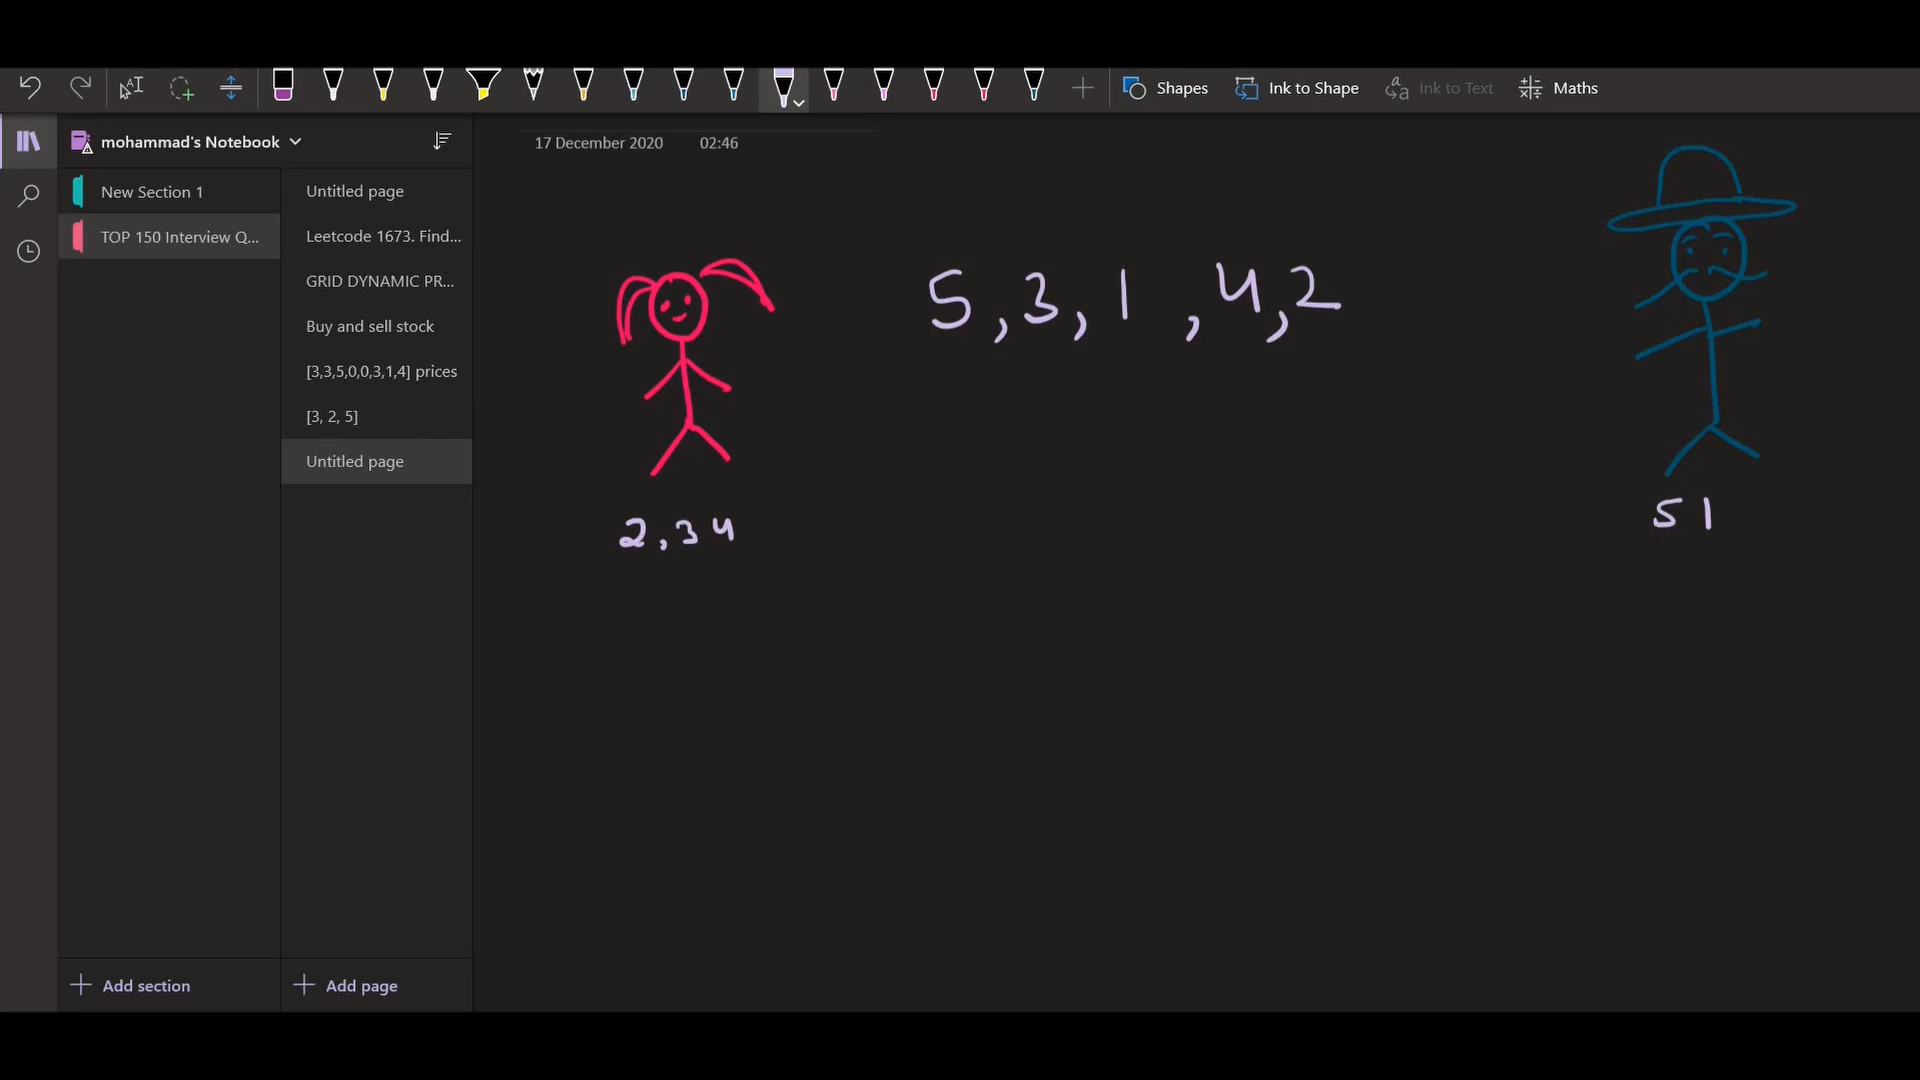 Shapes
Ink to Shape
Ink to Text
Maths
mohammad's Notebook
New Section 1
TOP 150 Interview Q...
Untitled page
Leetcode 1673. Find...
GRID DYNAMIC PR...
Buy and sell stock
[3,3,5,0,0,3,1,4] prices
[3, 2, 5]
Untitled page
Add section
Add page
17 December 2020 02:46
5, 3, 1, 4, 2
2, 3 4
5 1